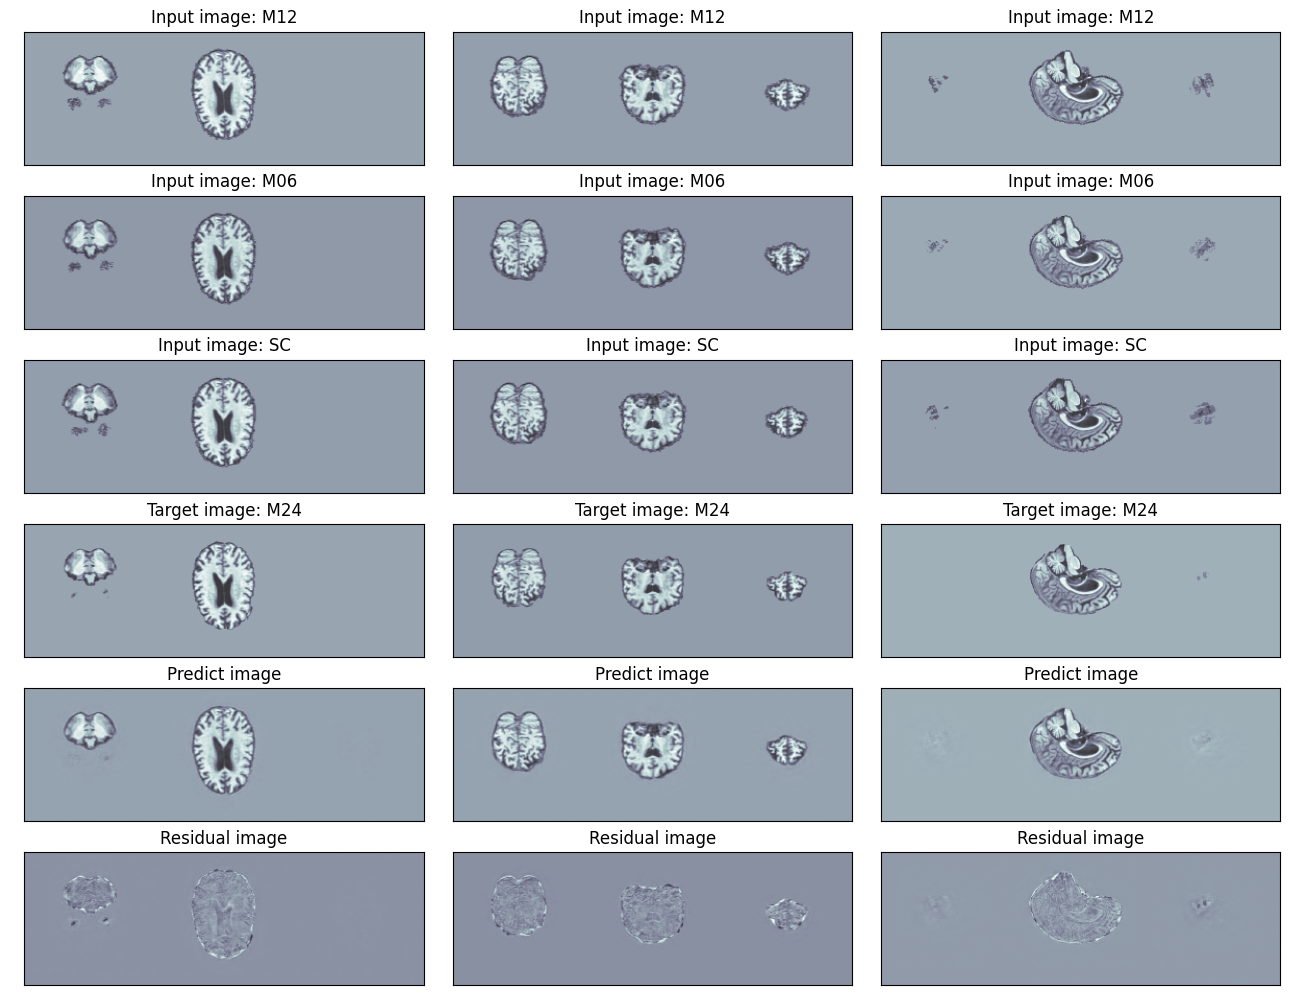 Input image: M12 Input image: M12 Input image: M12
Input image: M06 Input image: M06 Input image: M06
Input image: SC Input image: SC Input image: SC
Target image: M24 Target image: M24 Target image: M24
Predict image Predict image Predict image
Residual image Residual image Residual image